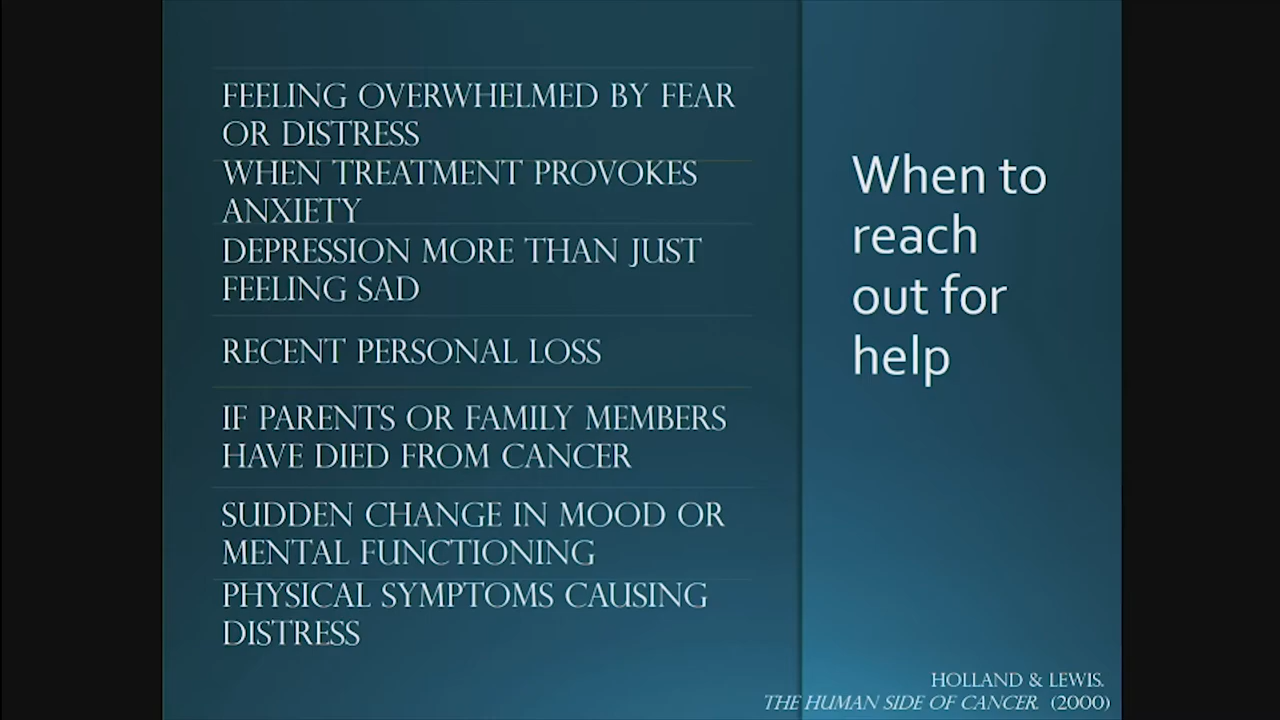 FEELING OVERWHELMED BY FEAR
OR DISTRESS
WHEN TREATMENT PROVOKES
ANXIETY
DEPRESSION MORE THAN JUST
FEELING SAD
RECENT PERSONAL LOSS
IF PARENTS OR FAMILY MEMBERS
HAVE DIED FROM CANCER
SUDDEN CHANGE IN MOOD OR
MENTAL FUNCTIONING
PHYSICAL SYMPTOMS CAUSING
DISTRESS
When to
reach
out for
help
HOLLAND & LEWIS.
THE HUMAN SIDE OF CANCER. (2000)